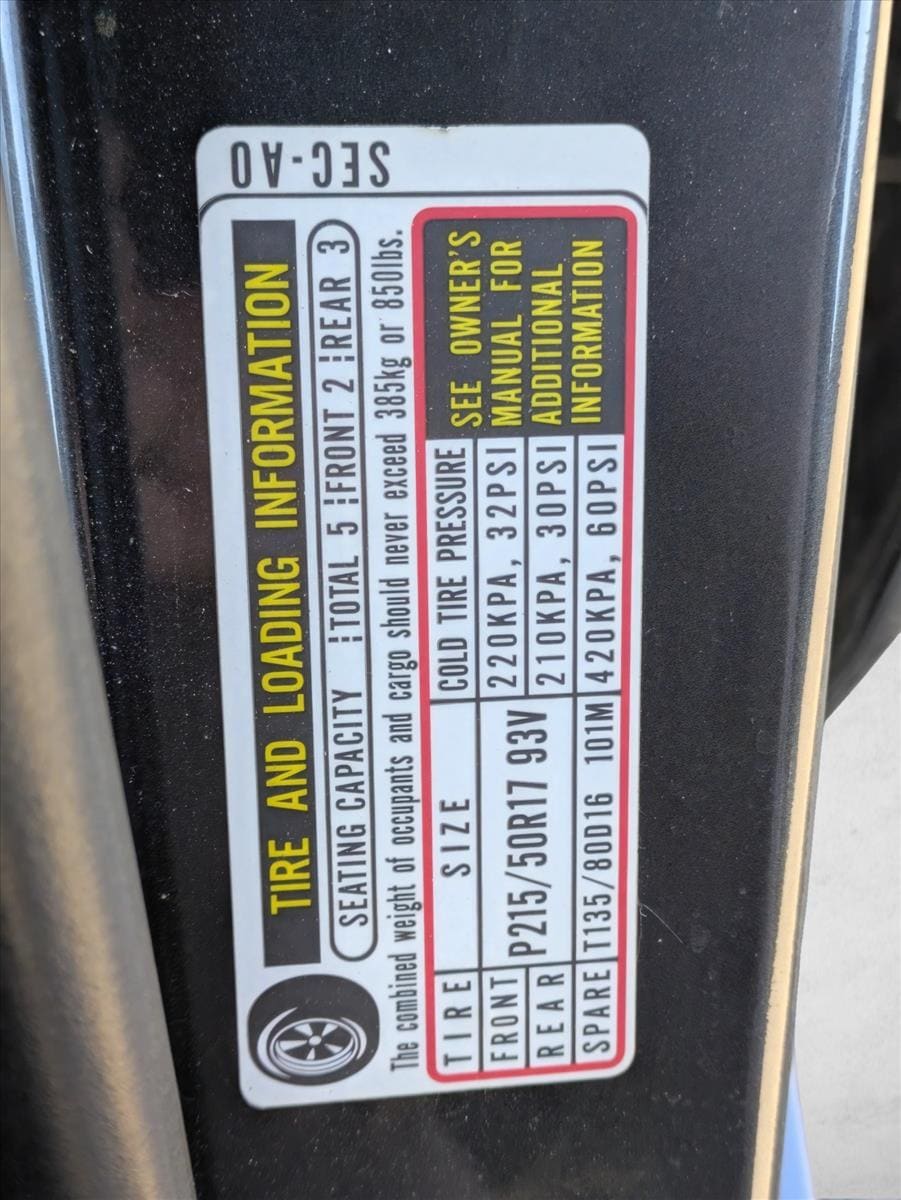 SEC-A0
TIRE AND LOADING INFORMATION
SEATING CAPACITY TOTAL 5 FRONT 2 REAR 3
The combined weight of occupants and cargo should never exceed 385kg or 850lbs.
TIRE SIZE COLD TIRE PRESSURE
FRONT P215/50R17 93V 220KPA, 32PSI
REAR 210KPA, 30PSI
SPARE T135/80D16 101M 420KPA, 60PSI
SEE OWNER'S
MANUAL FOR
ADDITIONAL
INFORMATION